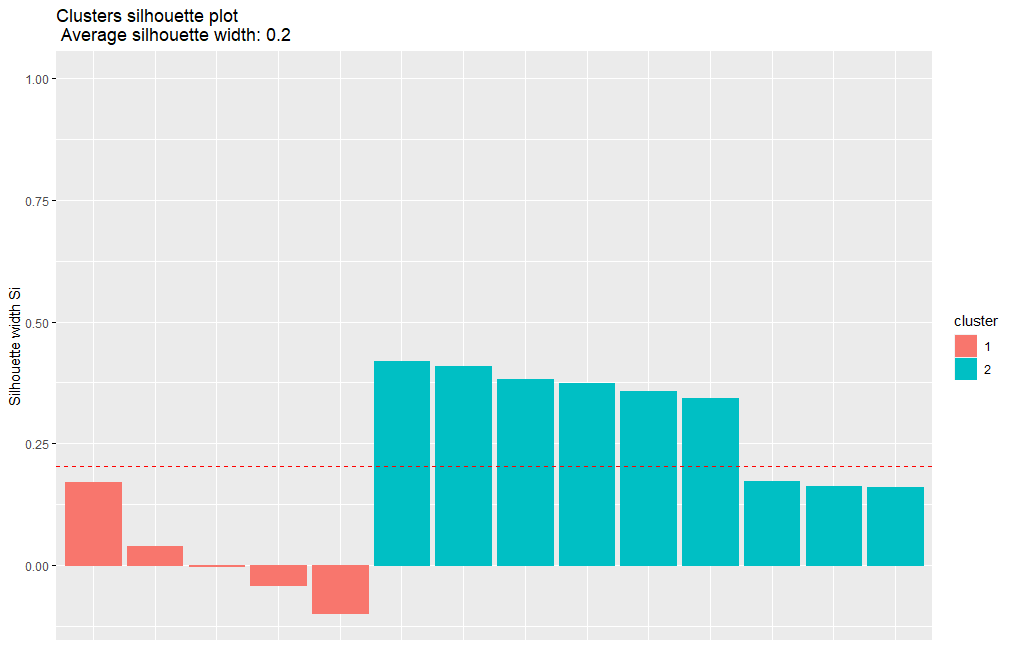 Clusters silhouette plot
Average silhouette width: 0.2
Silhouette width Si
1.00
0.75
0.50
0.25
0.00
cluster
1
2